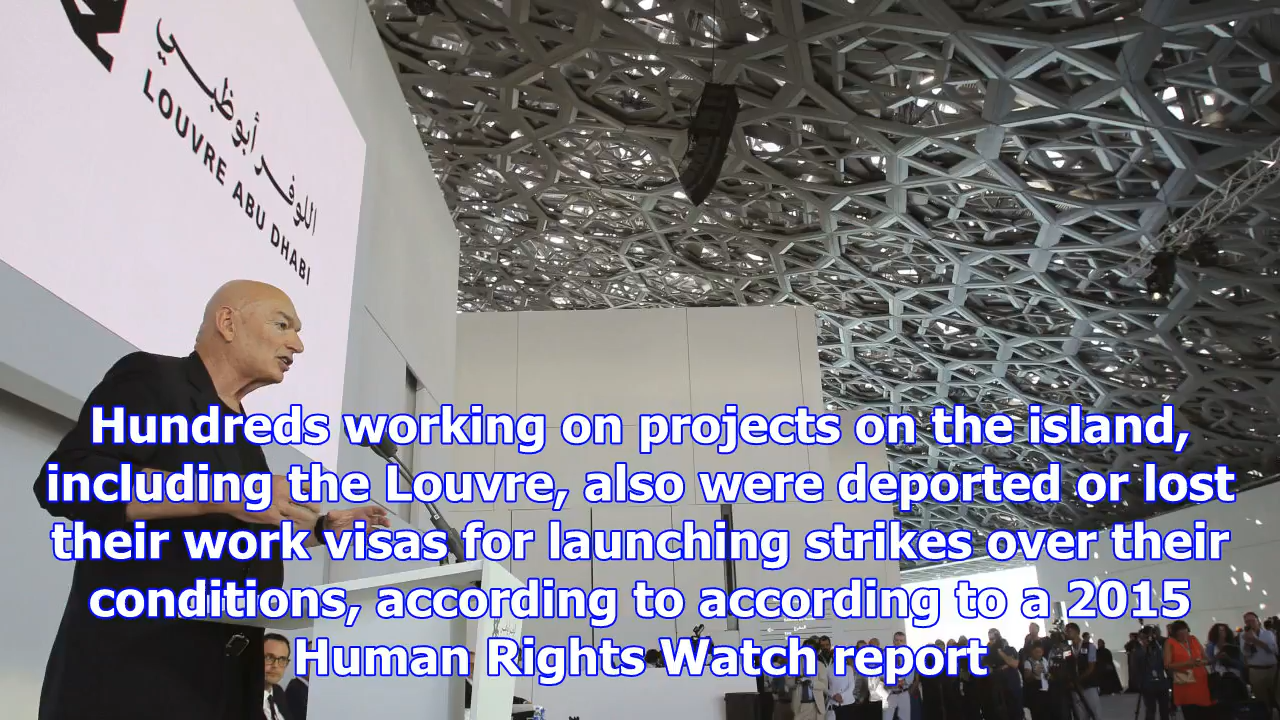 اللوفر أبوظبي
LOUVRE ABU DHABI
Hundreds working on projects on the island,
including the Louvre, also were deported or lost
their work visas for launching strikes over their
conditions, according to according to a 2015
Human Rights Watch report